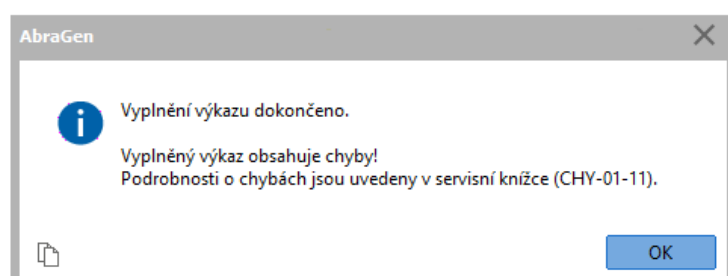 AbraGen
Vyplnění výkazu dokončeno.
Vyplněný výkaz obsahuje chyby!
Podrobnosti o chybách jsou uvedeny v servisní knížce (CHY-01-11).
OK